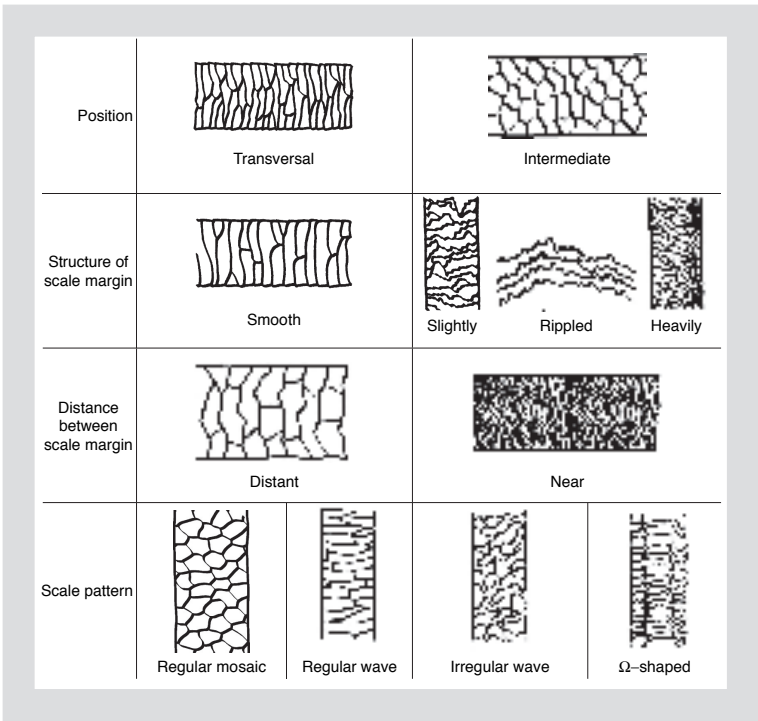 Position
Transversal
Intermediate
Structure of
scale margin
Smooth
Slightly
Rippled
Heavily
Distance
between
scale margin
Distant
Near
Scale pattern
Regular mosaic
Regular wave
Irregular wave
Ω–shaped